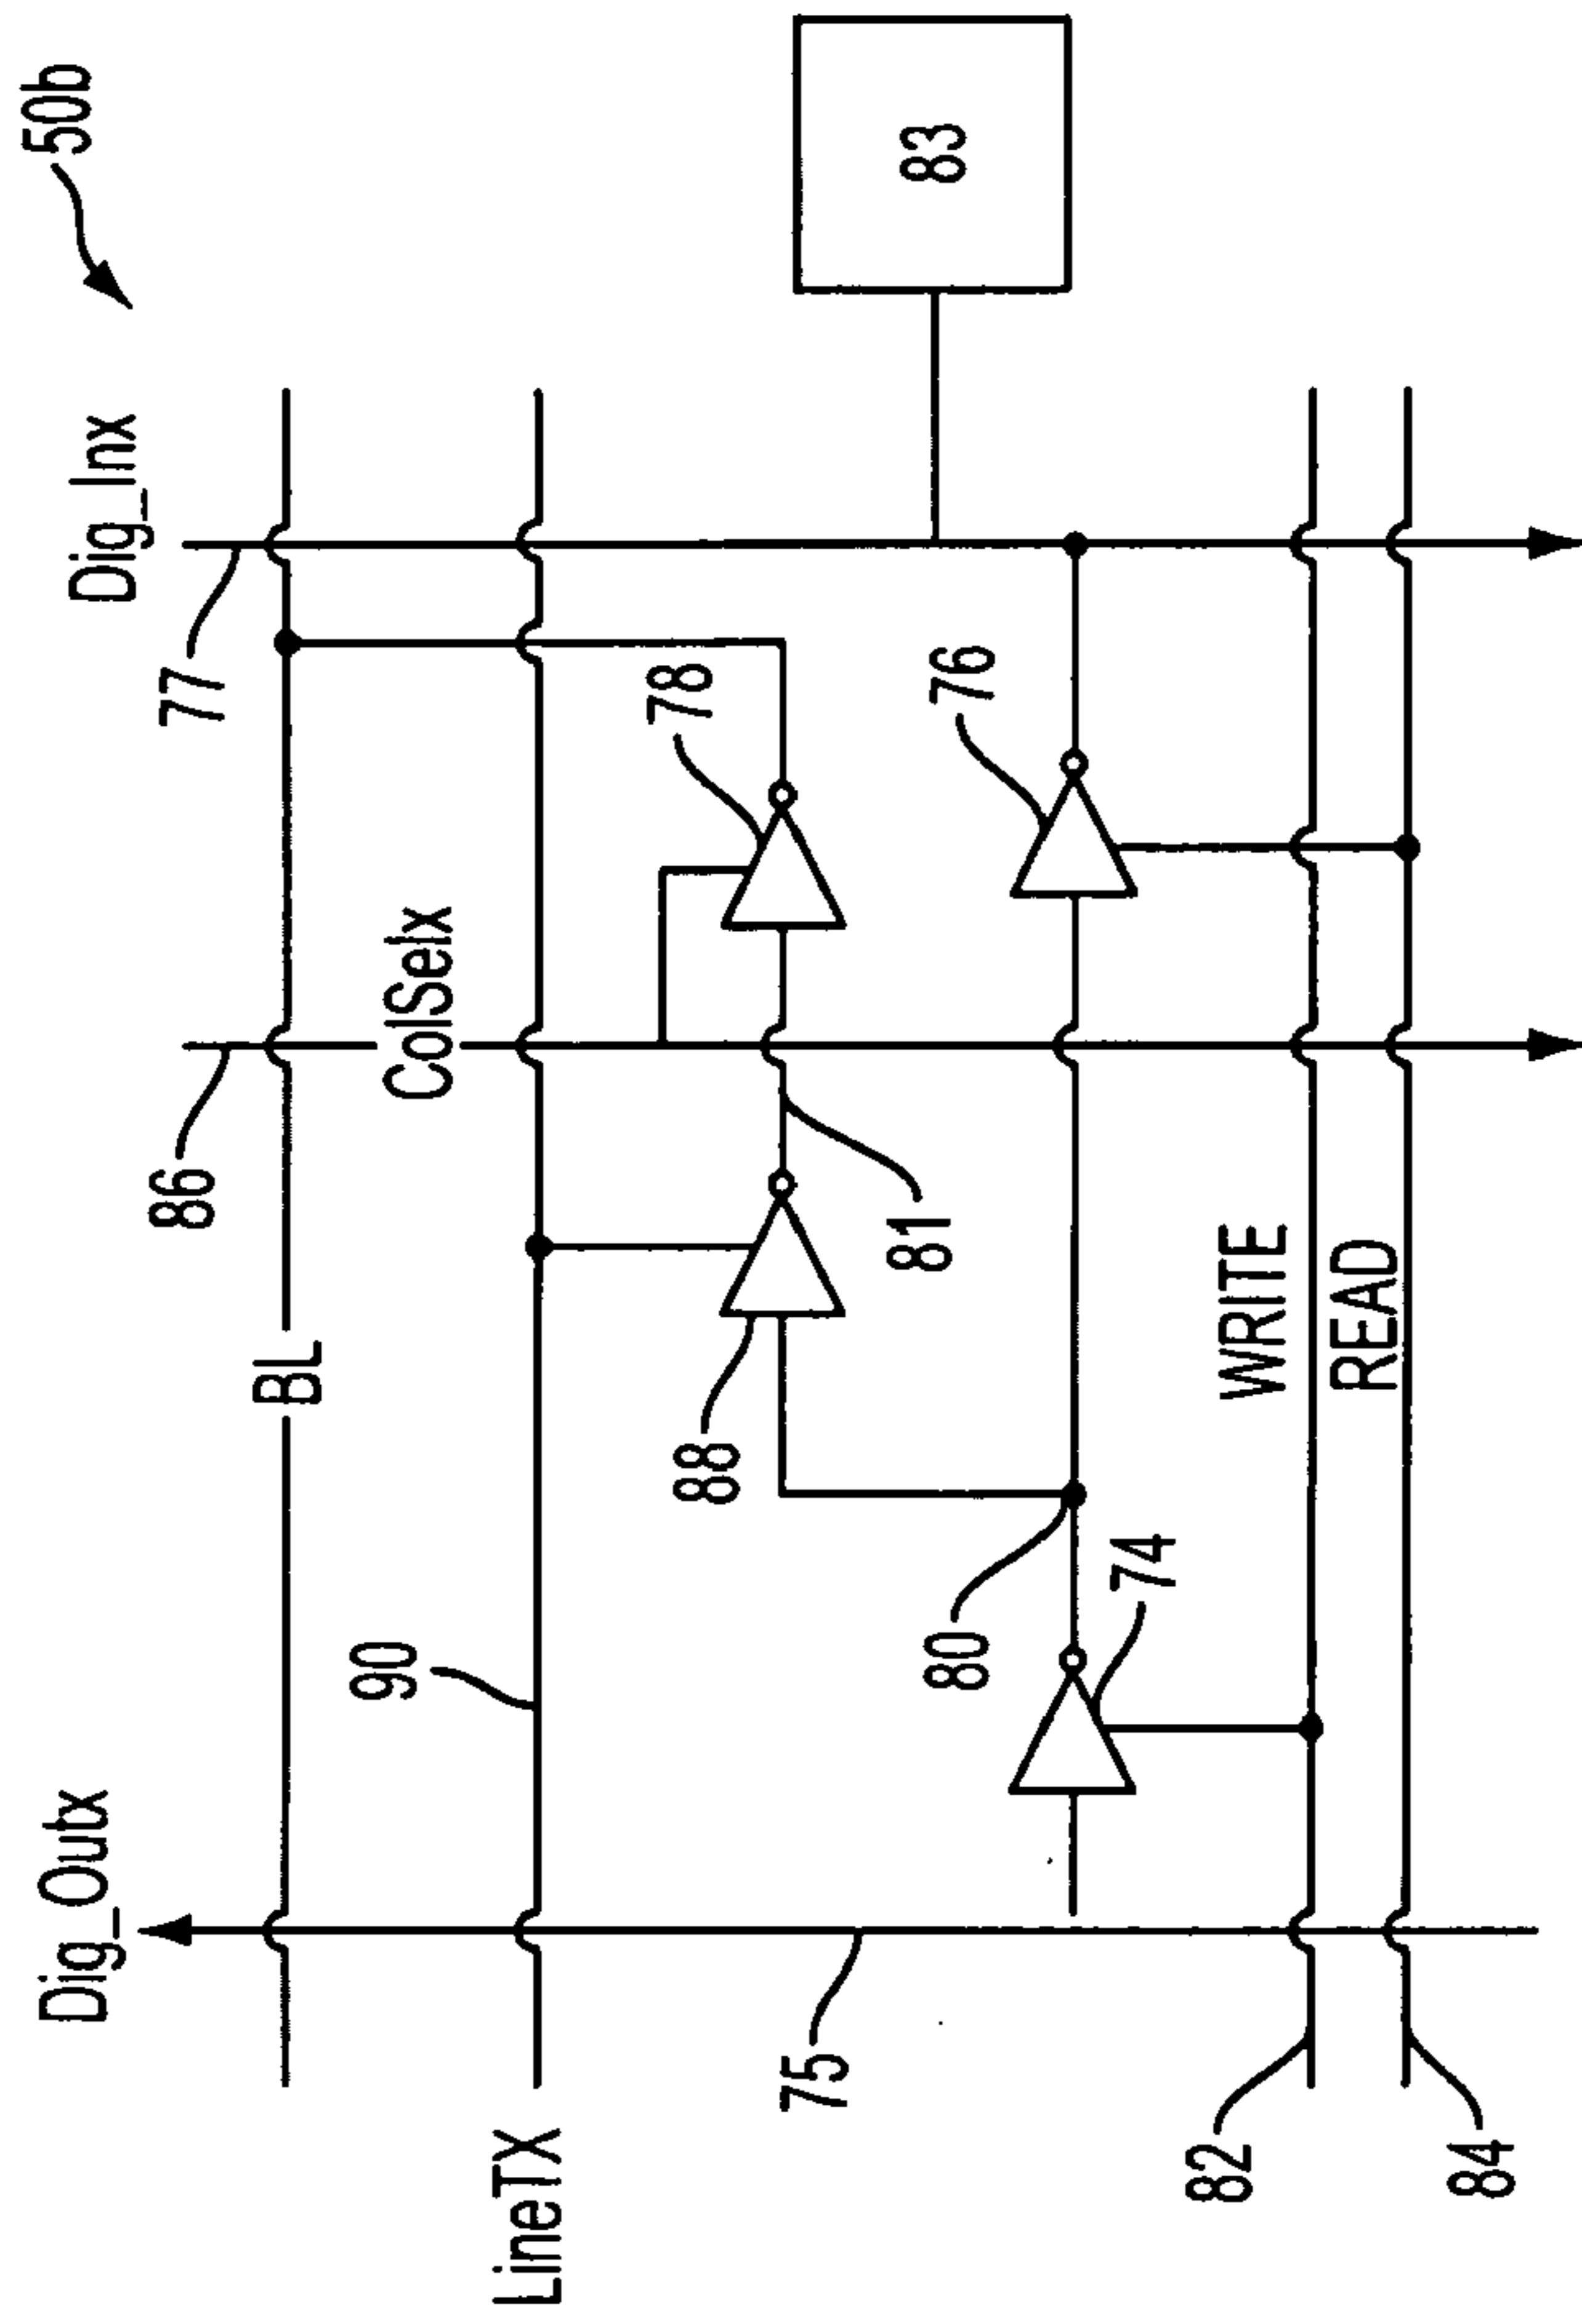 50b
Dig_Outx
Dig_Inx
77
86
BL
ColSelx
LineTX
90
88
78
81
83
75
80
74
76
82
WRITE
84
READ